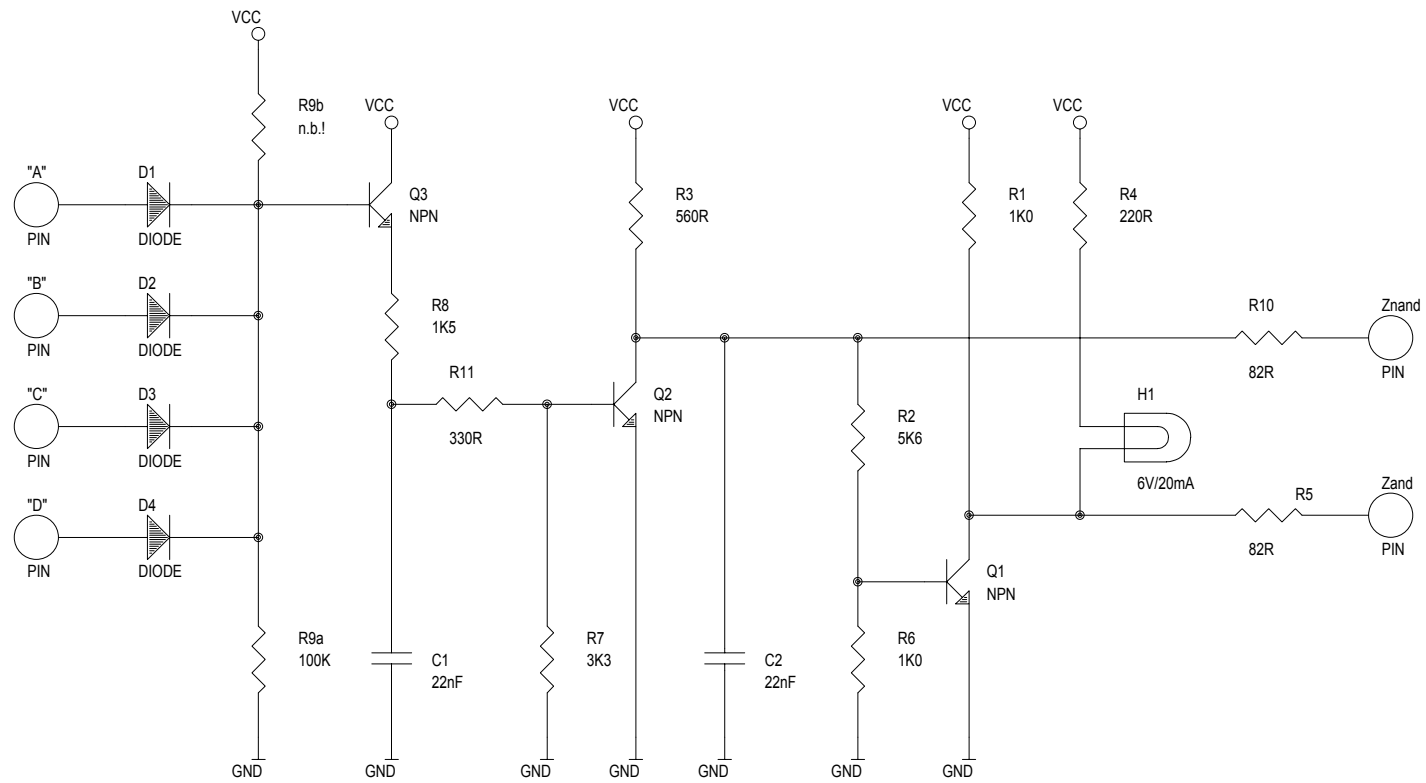 VCC
R9b
n.b.!
VCC
VCC
VCC
VCC
"A"
PIN
D1
DIODE
Q3
NPN
R3
560R
R1
1K0
R4
220R
"B"
PIN
D2
DIODE
R8
1K5
R10
82R
Znand
PIN
"C"
PIN
D3
DIODE
R11
330R
Q2
NPN
R2
5K6
H1
6V/20mA
"D"
PIN
D4
DIODE
R5
82R
Zand
PIN
Q1
NPN
R9a
100K
C1
22nF
R7
3K3
C2
22nF
R6
1K0
GND
GND
GND
GND
GND
GND
GND